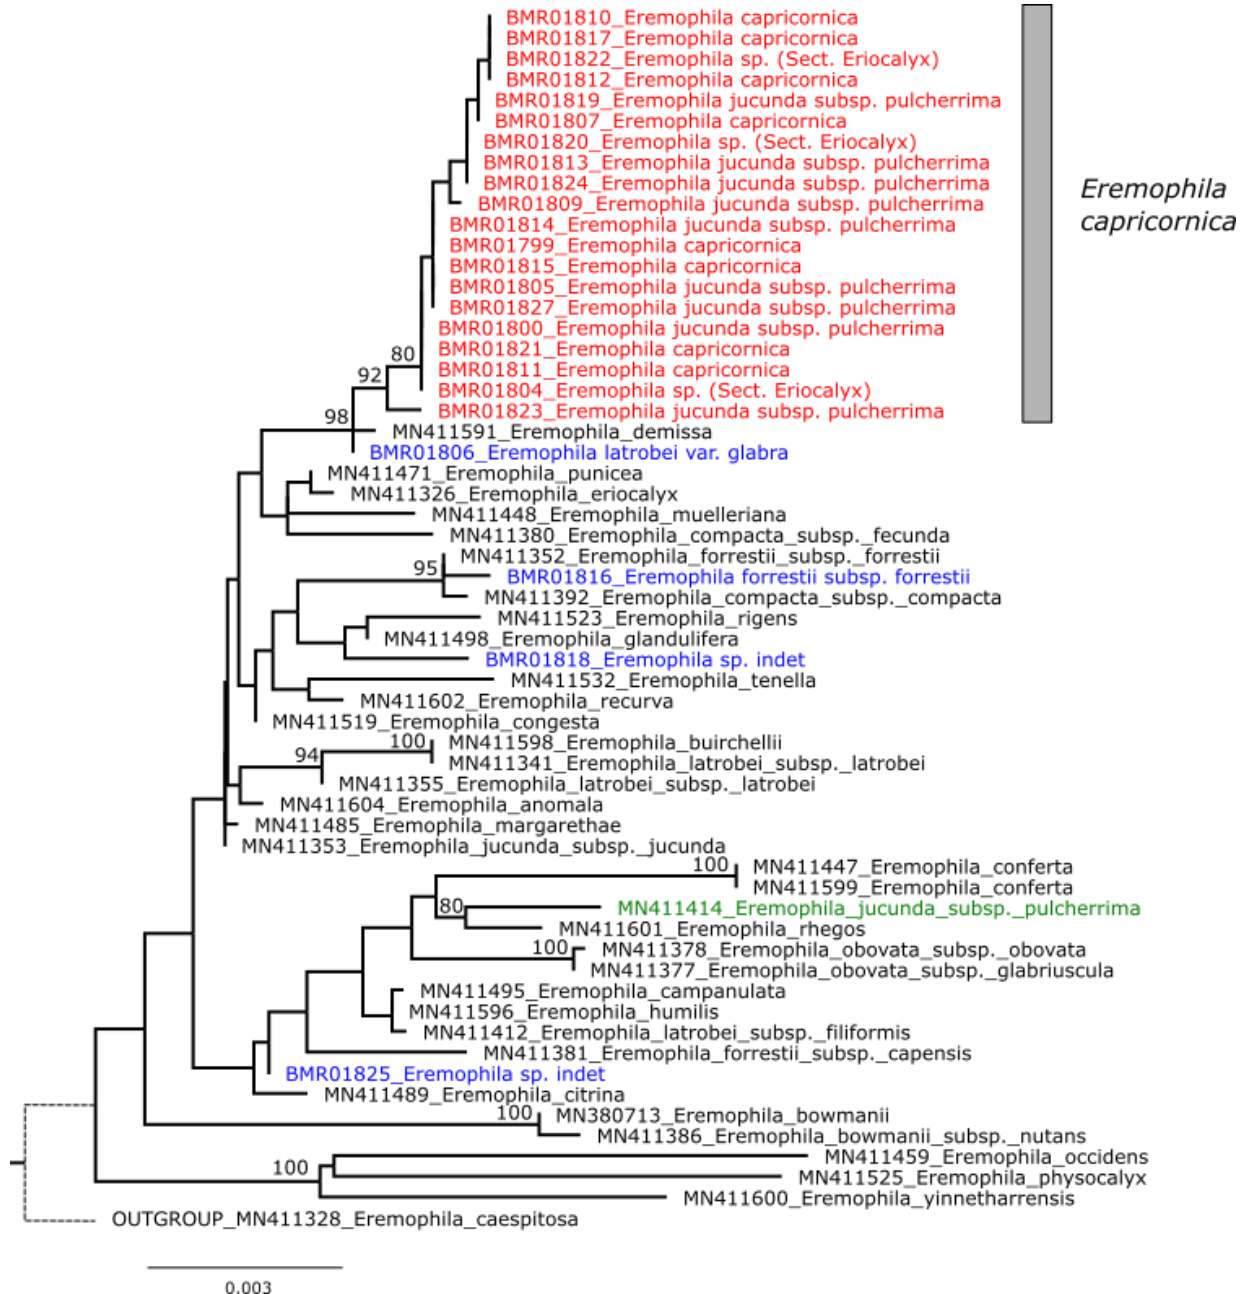 BMR01810_Eremophila capricornica
BMR01817_Eremophila capricornica
BMR01822_Eremophila sp. (Sect. Eriocalyx)
BMR01812_Eremophila capricornica
BMR01819_Eremophila jucunda subsp. pulcherrima
BMR01807_Eremophila capricornica
BMR01820_Eremophila sp. (Sect. Eriocalyx)
BMR01813_Eremophila jucunda subsp. pulcherrima
BMR01824_Eremophila jucunda subsp. pulcherrima
BMR01809_Eremophila jucunda subsp. pulcherrima
Eremophila
capricornica
BMR01814_Eremophila jucunda subsp. pulcherrima
BMR01799_Eremophila capricornica
BMR01815_Eremophila capricornica
BMR01805_Eremophila jucunda subsp. pulcherrima
BMR01827_Eremophila jucunda subsp. pulcherrima
BMR01800_Eremophila jucunda subsp. pulcherrima
BMR01821_Eremophila capricornica
80
BMR01811_Eremophila capricornica
92
BMR01804_Eremophila sp. (Sect. Eriocalyx)
BMR01823_Eremophila jucunda subsp. pulcherrima
98
MN411591_Eremophila_demissa
BMR01806_Eremophila latrobei var. glabra
MN411471_Eremophila_punicea
MN411326_Eremophila_eriocalyx
MN411448_Eremophila_muelleriana
MN411380_Eremophila_compacta_subsp._fecunda
MN411352_Eremophila_forrestii_subsp._forrestii
95
BMR01816_Eremophila forrestii subsp. forrestii
MN411392_Eremophila_compacta_subsp._compacta
MN411523_Eremophila_rigens
MN411498_Eremophila_glandulifera
BMR01818_Eremophila sp. indet
MN411532_Eremophila_tenella
MN411602_Eremophila_recurva
MN411519_Eremophila_congesta
100
MN411598_Eremophila_buirchellii
94
MN411341_Eremophila_latrobei_subsp._latrobei
MN411355_Eremophila_latrobei_subsp._latrobei
MN411604_Eremophila_anomala
MN411485_Eremophila_margarethae
MN411353_Eremophila_jucunda_subsp._jucunda
100
MN411447_Eremophila_conferta
MN411599_Eremophila_conferta
80
MN411414_Eremophila_jucunda_subsp._pulcherrima
MN411601_Eremophila_rhegos
100
MN411378_Eremophila_obovata_subsp._obovata
MN411377_Eremophila_obovata_subsp._glabriuscula
MN411495_Eremophila_campanulata
MN411596_Eremophila_humilis
MN411412_Eremophila_latrobei_subsp._filiformis
MN411381_Eremophila_forrestii_subsp._capensis
BMR01825_Eremophila sp. indet
MN411489_Eremophila_citrina
100
MN380713_Eremophila_bowmanii
MN411386_Eremophila_bowmanii_subsp._nutans
MN411459_Eremophila_occidens
100
MN411525_Eremophila_physocalyx
MN411600_Eremophila_yinnetharrensis
OUTGROUP_MN411328_Eremophila_caespitosa
0.003